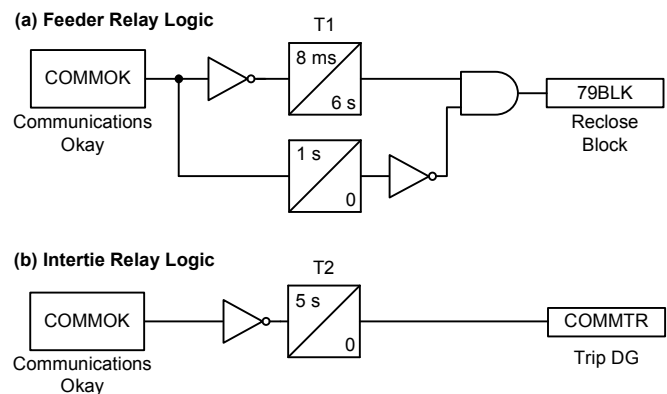 (a) Feeder Relay Logic
T1
COMMOK
Communications
Okay
8 ms
6 s
79BLK
Reclose
Block
1 s
0
(b) Intertie Relay Logic
T2
COMMOK
Communications
Okay
5 s
0
COMMTR
Trip DG